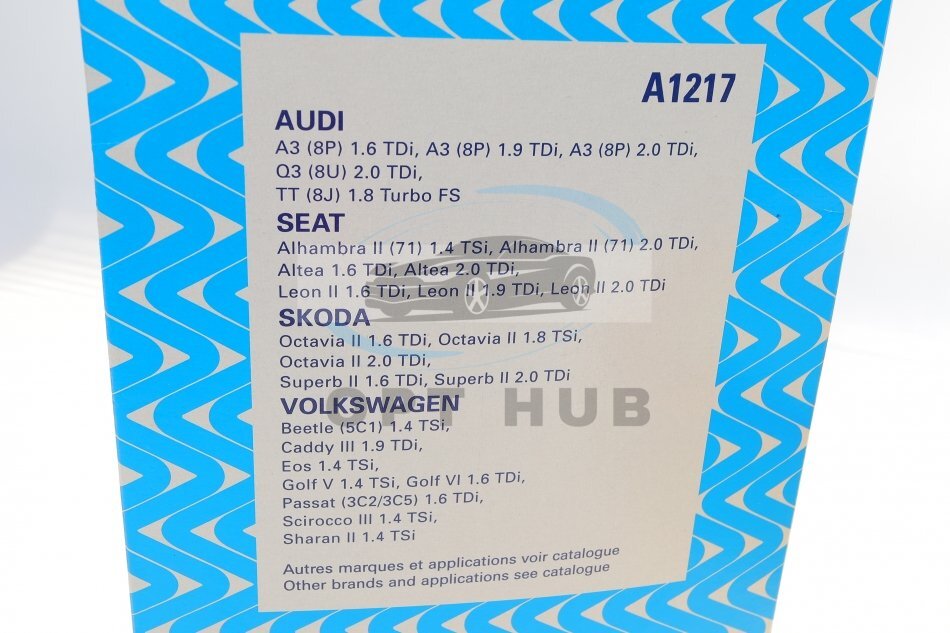 A1217
AUDI
A3 (8P) 1.6 TDi, A3 (8P) 1.9 TDi, A3 (8P) 2.0 TDi,
Q3 (8U) 2.0 TDi,
TT (8J) 1.8 Turbo FS
SEAT
Alhambra II (71) 1.4 TSi, Alhambra II (71) 2.0 TDi,
Altea 1.6 TDi, Altea 2.0 TDi,
Leon II 1.6 TDi, Leon II 1.9 TDi, Leon II 2.0 TDi
SKODA
Octavia II 1.6 TDi, Octavia II 1.8 TSi,
Octavia II 2.0 TDi,
Superb II 1.6 TDi, Superb II 2.0 TDi
OPT HUB
VOLKSWAGEN
Beetle (5C1) 1.4 TSi,
Caddy III 1.9 TDi,
Eos 1.4 TSi,
Golf V 1.4 TSi, Golf VI 1.6 TDi,
Passat (3C2/3C5) 1.6 TDi,
Scirocco III 1.4 TSi,
Sharan II 1.4 TSi
Autres marques et applications voir catalogue
Other brands and applications see catalogue